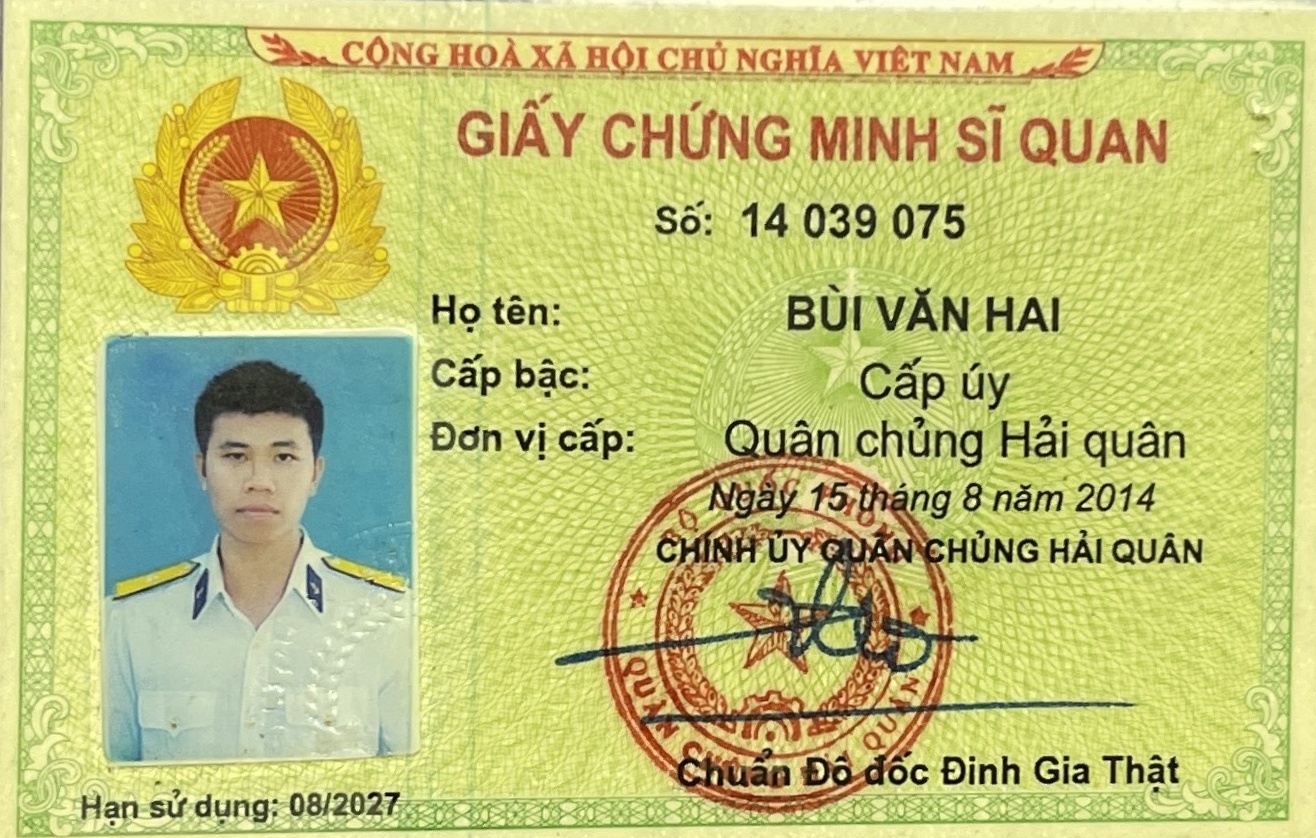 CỘNG HOÀ XÃ HỘI CHỦ NGHĨA VIỆT NAM
GIẤY CHỨNG MINH SĨ QUAN
Số: 14 039 075
Họ tên: BÙI VĂN HAI
Cấp bậc: Cấp úy
Đơn vị cấp: Quân chủng Hải quân
Ngày 15 tháng 8 năm 2014
CHÍNH ỦY QUÂN CHỦNG HẢI QUÂN
Chuẩn Đô đốc Đinh Gia Thật
Hạn sử dụng: 08/2027